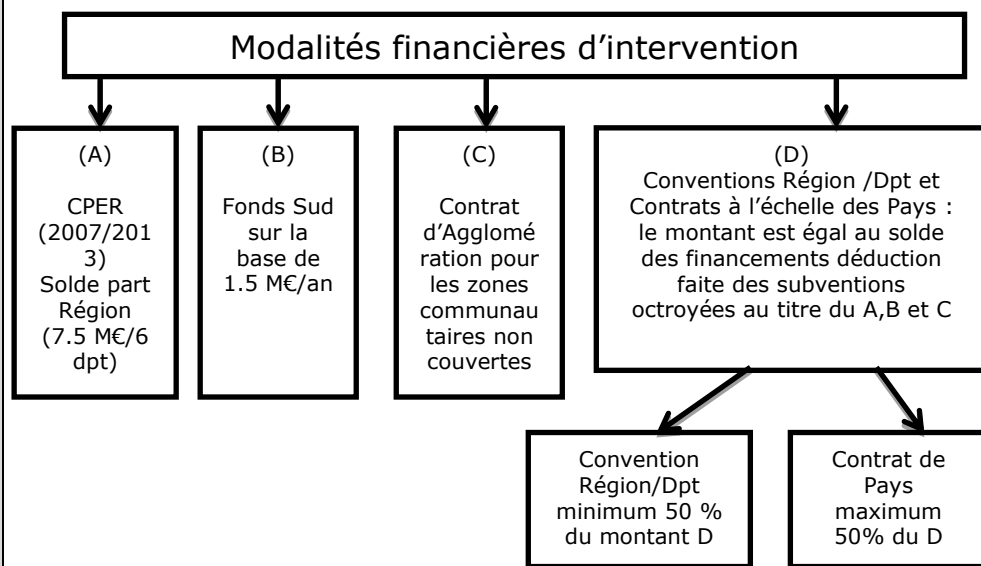 Modalités financières d’intervention
(A)
CPER
(2007/201
3)
Solde part
Région
(7.5 M€/6
dpt)
(B)
Fonds Sud
sur la
base de
1.5 M€/an
(C)
Contrat
d’Agglomé
ration pour
les zones
communau
taires non
couvertes
(D)
Conventions Région /Dpt et
Contrats à l’échelle des Pays :
le montant est égal au solde
des financements déduction
faite des subventions
octroyées au titre du A,B et C
Convention
Région/Dpt
minimum 50 %
du montant D
Contrat de
Pays
maximum
50% du D